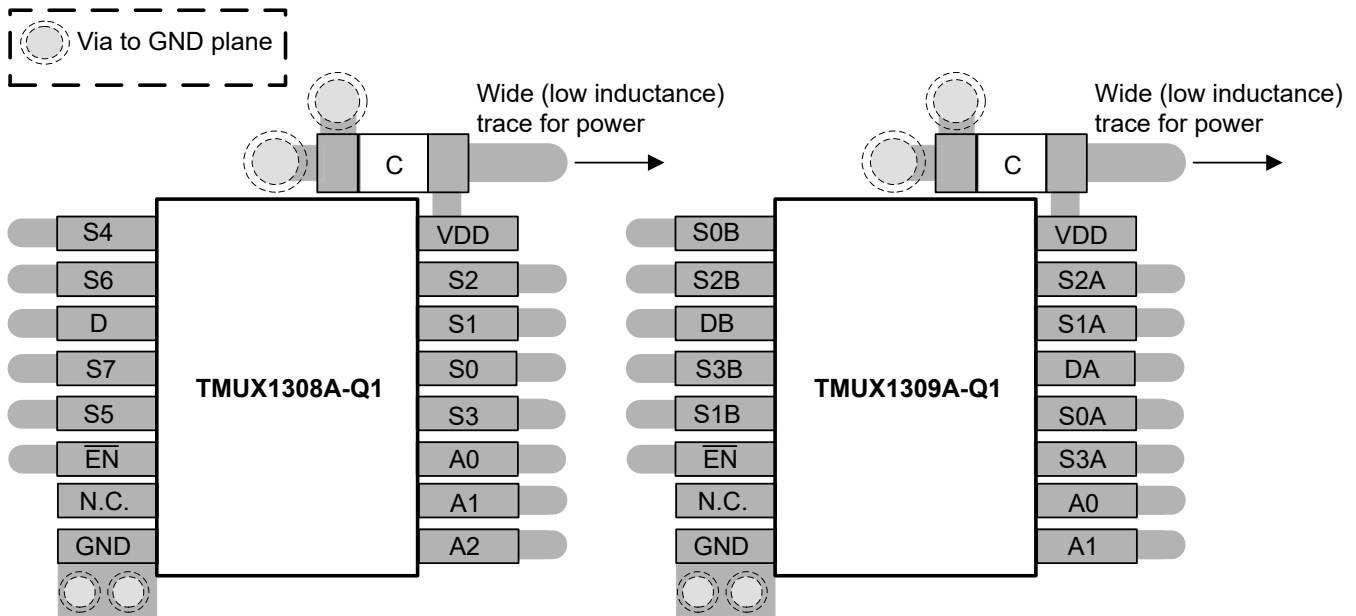 Via to GND plane
Wide (low inductance)
trace for power
C
S4
S6
D
S7
S5
EN
N.C.
GND
TMUX1308A-Q1
VDD
S2
S1
S0
S3
A0
A1
A2
Wide (low inductance)
trace for power
C
S0B
S2B
DB
S3B
S1B
EN
N.C.
GND
TMUX1309A-Q1
VDD
S2A
S1A
DA
S0A
S3A
A0
A1